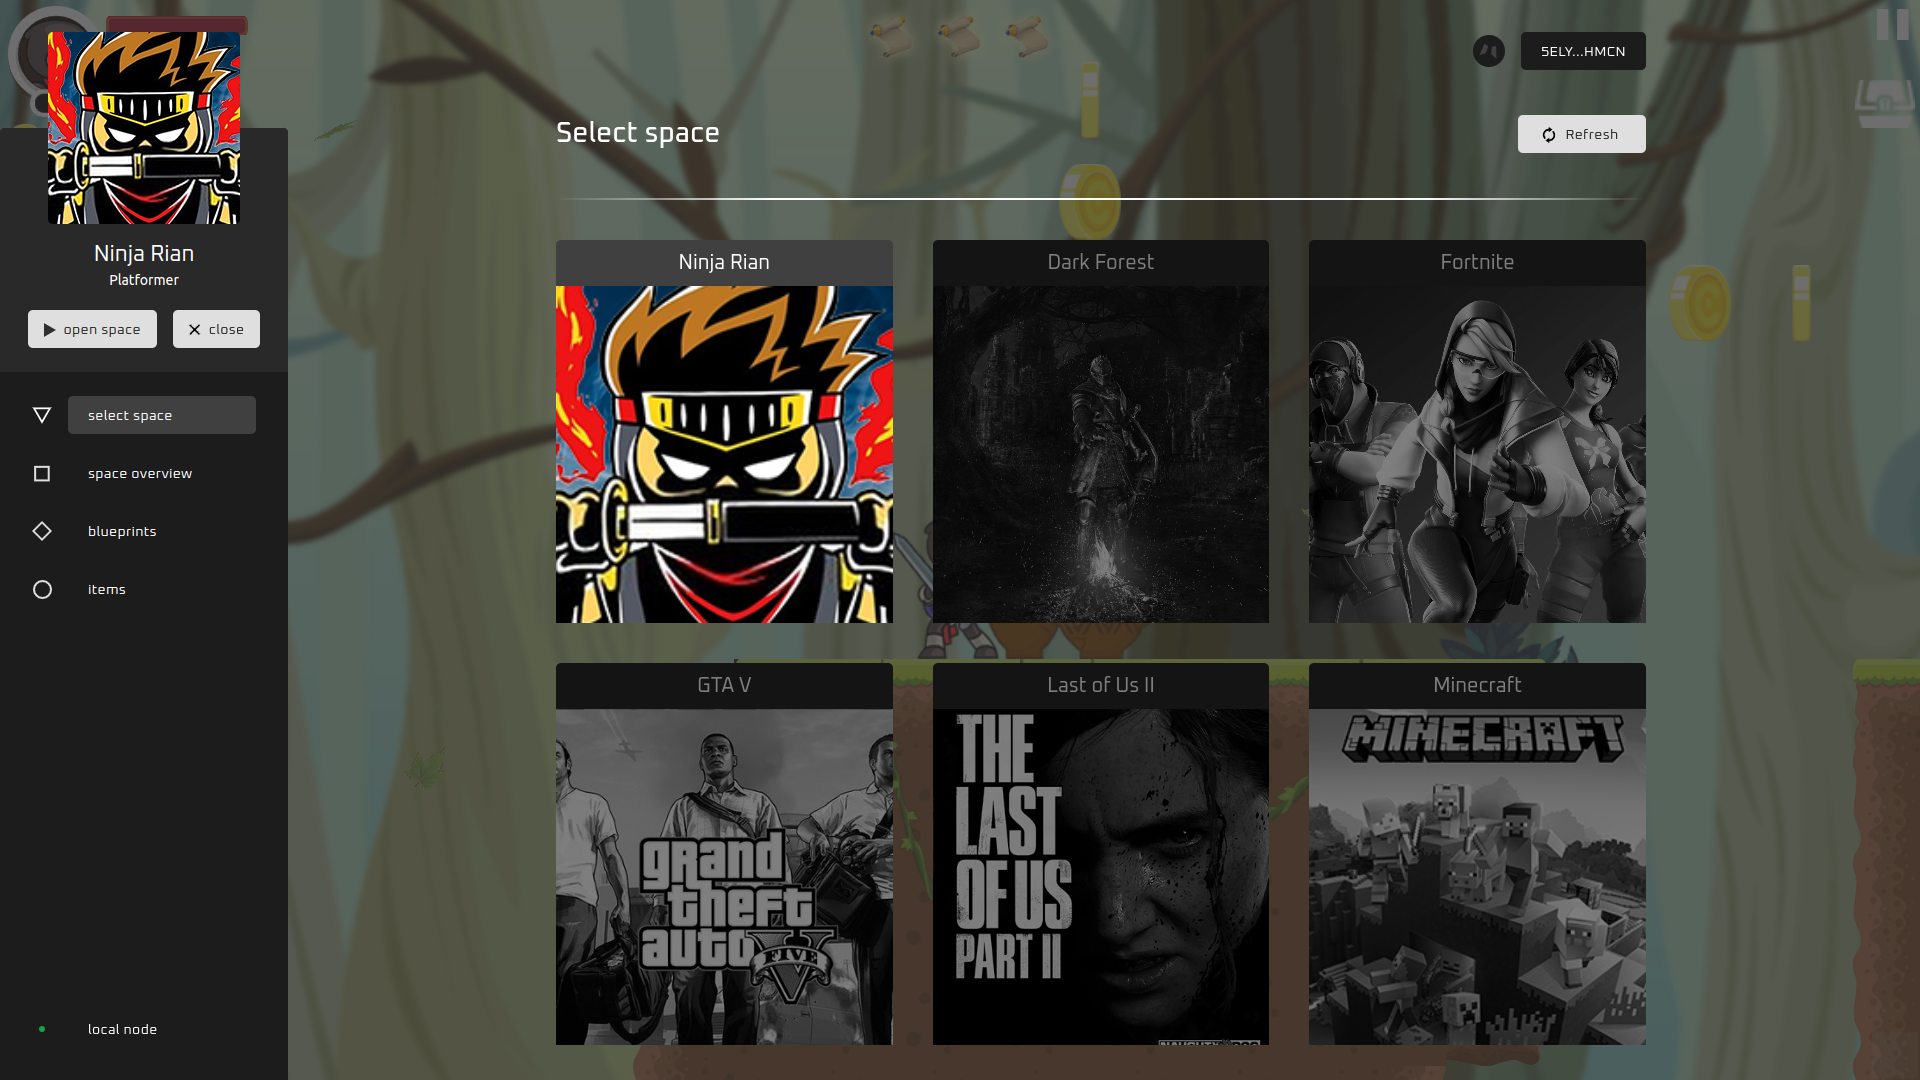 5ELY...HMCN
Select space
Refresh
Ninja Rian
Platformer
open space
close
select space
space overview
blueprints
items
local node
Ninja Rian
Dark Forest
Fortnite
GTA V
Last of Us II
Minecraft
grand
theft
auto
V
FIVE
THE
LAST
OF US
PART II
MINECRAFT